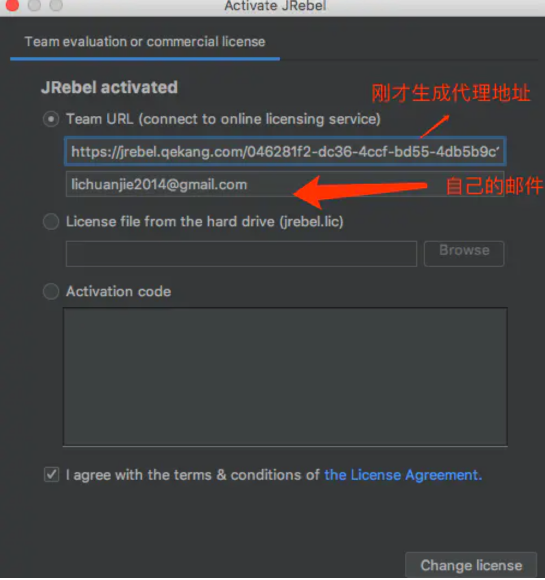 Activate JRebel
Team evaluation or commercial license
JRebel activated
刚才生成代理地址
Team URL (connect to online licensing service)
https://jrebel.qekang.com/046281f2-dc36-4ccf-bd55-4db5b9c
lichuanjie2014@gmail.com
自己的邮件
License file from the hard drive (jrebel.lic)
Browse
Activation code
I agree with the terms & conditions of the License Agreement.
Change license